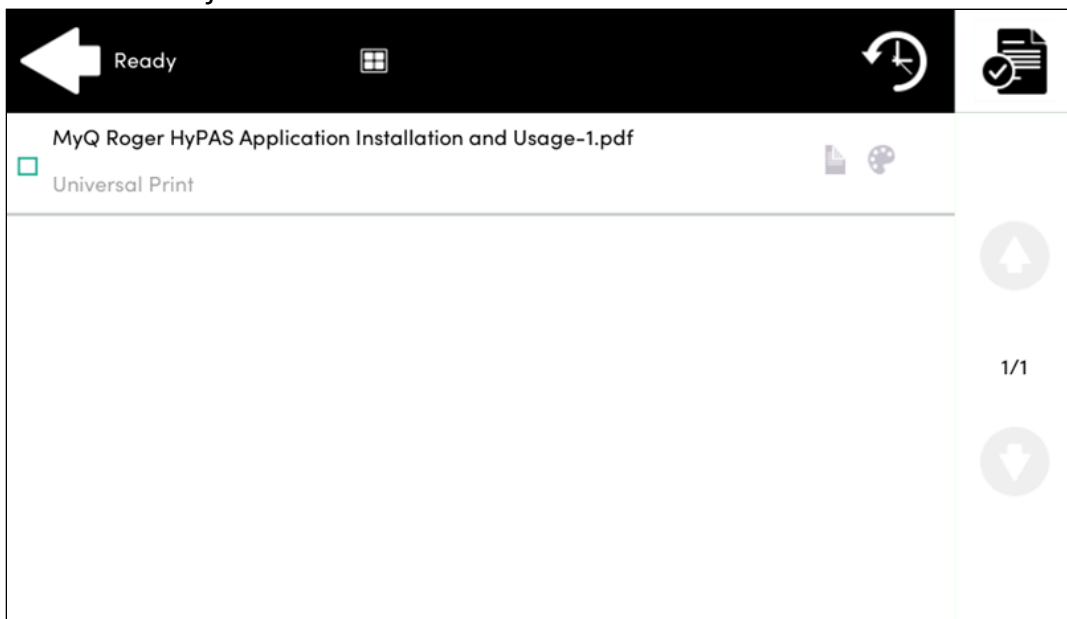 Ready
MyQ Roger HyPAS Application Installation and Usage-1.pdf
Universal Print
1/1